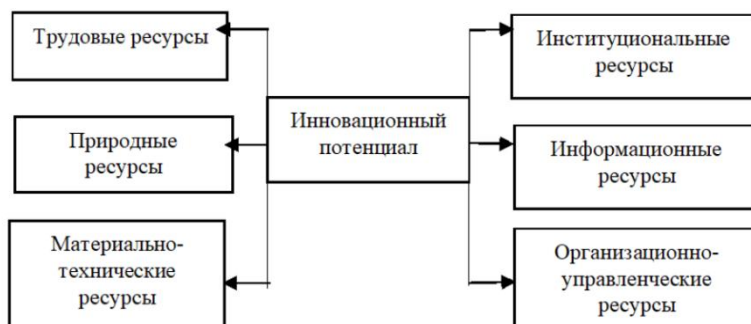 Трудовые ресурсы
Природные
ресурсы
Материально-
технические
ресурсы
Инновационный
потенциал
Институциональные
ресурсы
Информационные
ресурсы
Организационно-
управленческие
ресурсы